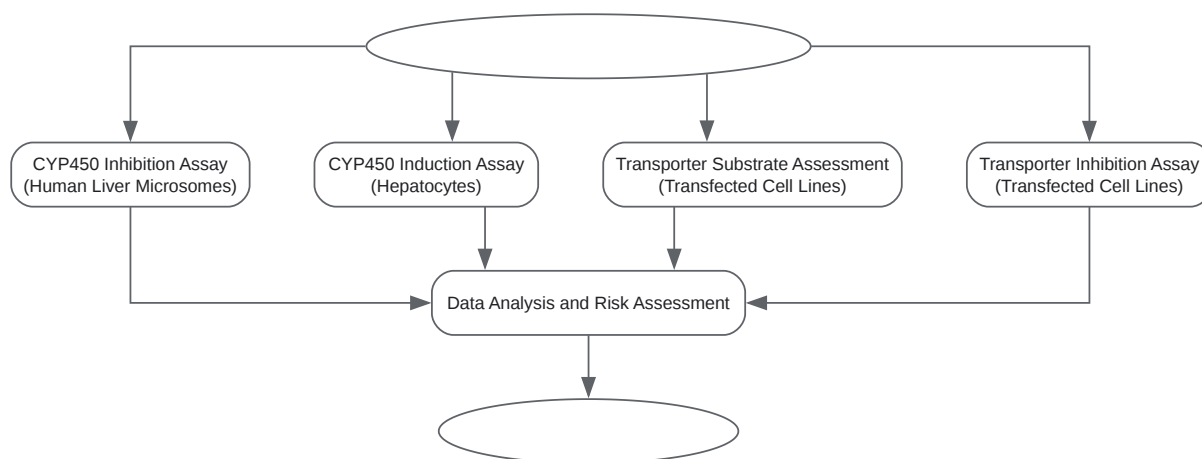 CYP450 Inhibition Assay
(Human Liver Microsomes)
CYP450 Induction Assay
(Hepatocytes)
Transporter Substrate Assessment
(Transfected Cell Lines)
Transporter Inhibition Assay
(Transfected Cell Lines)
Data Analysis and Risk Assessment